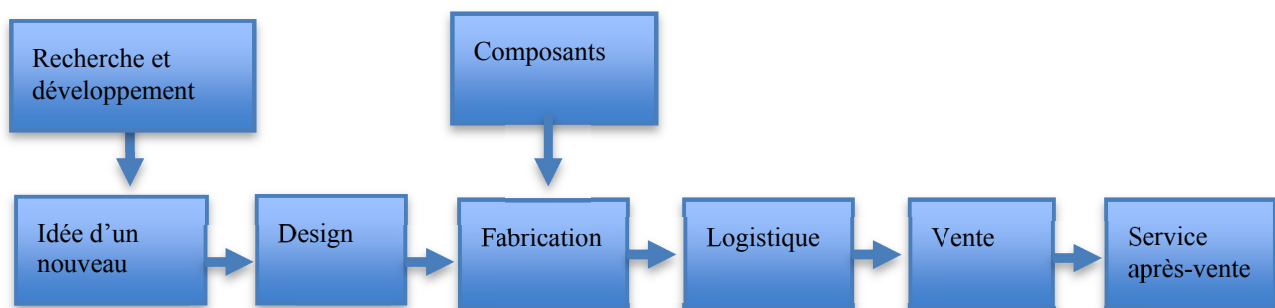 Recherche et
développement
Composants
Idée d’un
nouveau
Design
Fabrication
Logistique
Vente
Service
après-vente